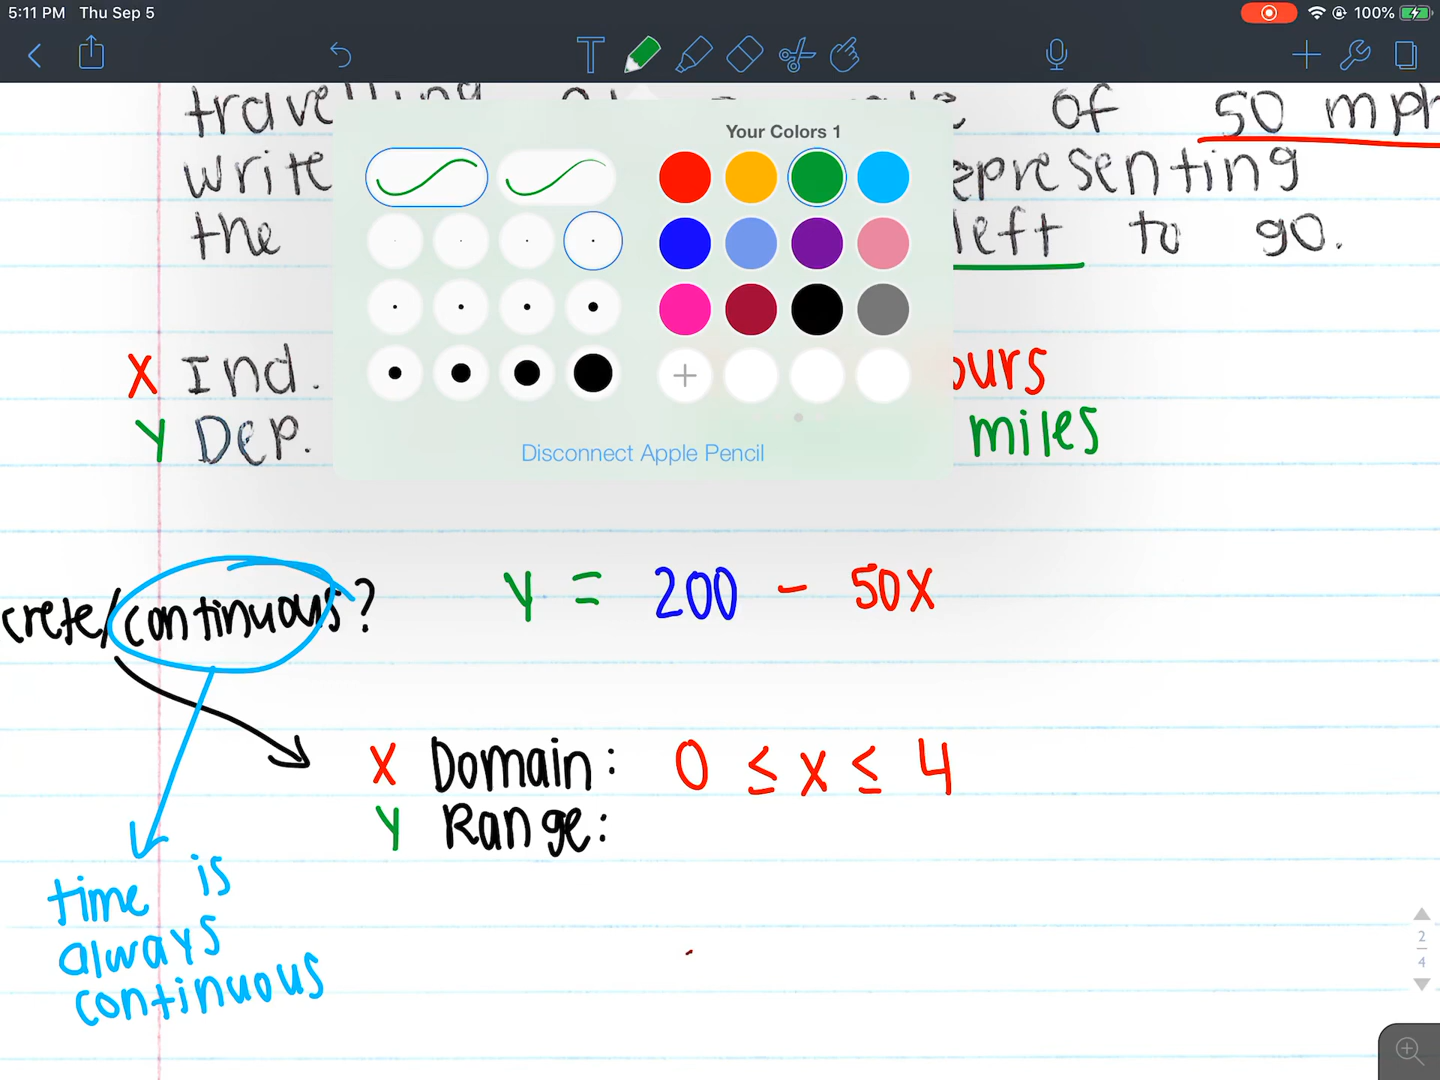 5:11 PM Thu Sep 5 100%
of 50 mph
write epresenting
the left to go.
Your Colors 1
X Ind. ours
Y Dep. miles
Disconnect Apple Pencil
crete/continuous? y = 200 - 50x
X Domain: 0 ≤ x ≤ 4
Y Range:
time is
always
continuous
2
4